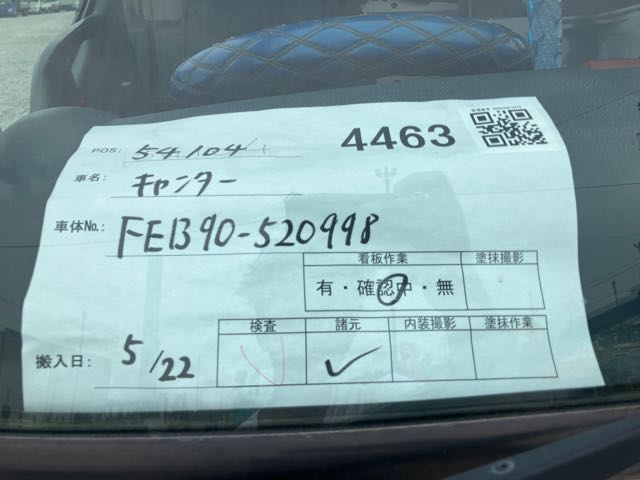 4463
POS: 54104
車名: キャンター
車体No.: FEB90-520998
看板作業 塗抹撮影
有・確認中・無
検査 諸元 内装撮影 塗抹作業
搬入日: 5/22